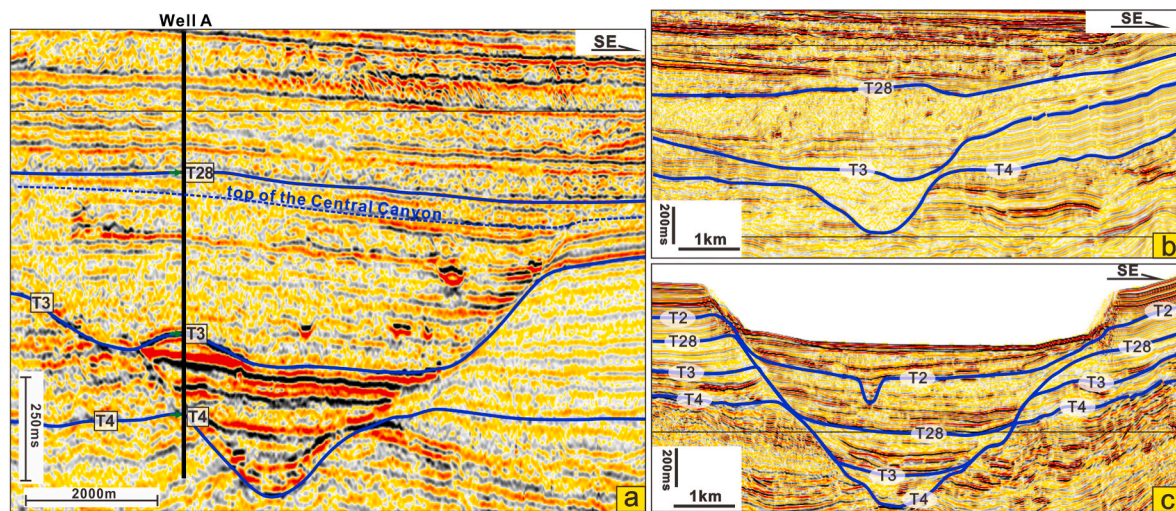 Well A
SE
T28
top of the Central Canyon
T3
T3
T4
T4
250ms
2000m
a
SE
T28
T3
T4
200ms
1km
b
SE
T2
T2
T28
T28
T2
T3
T3
T4
T4
T28
T3
T4
200ms
1km
c